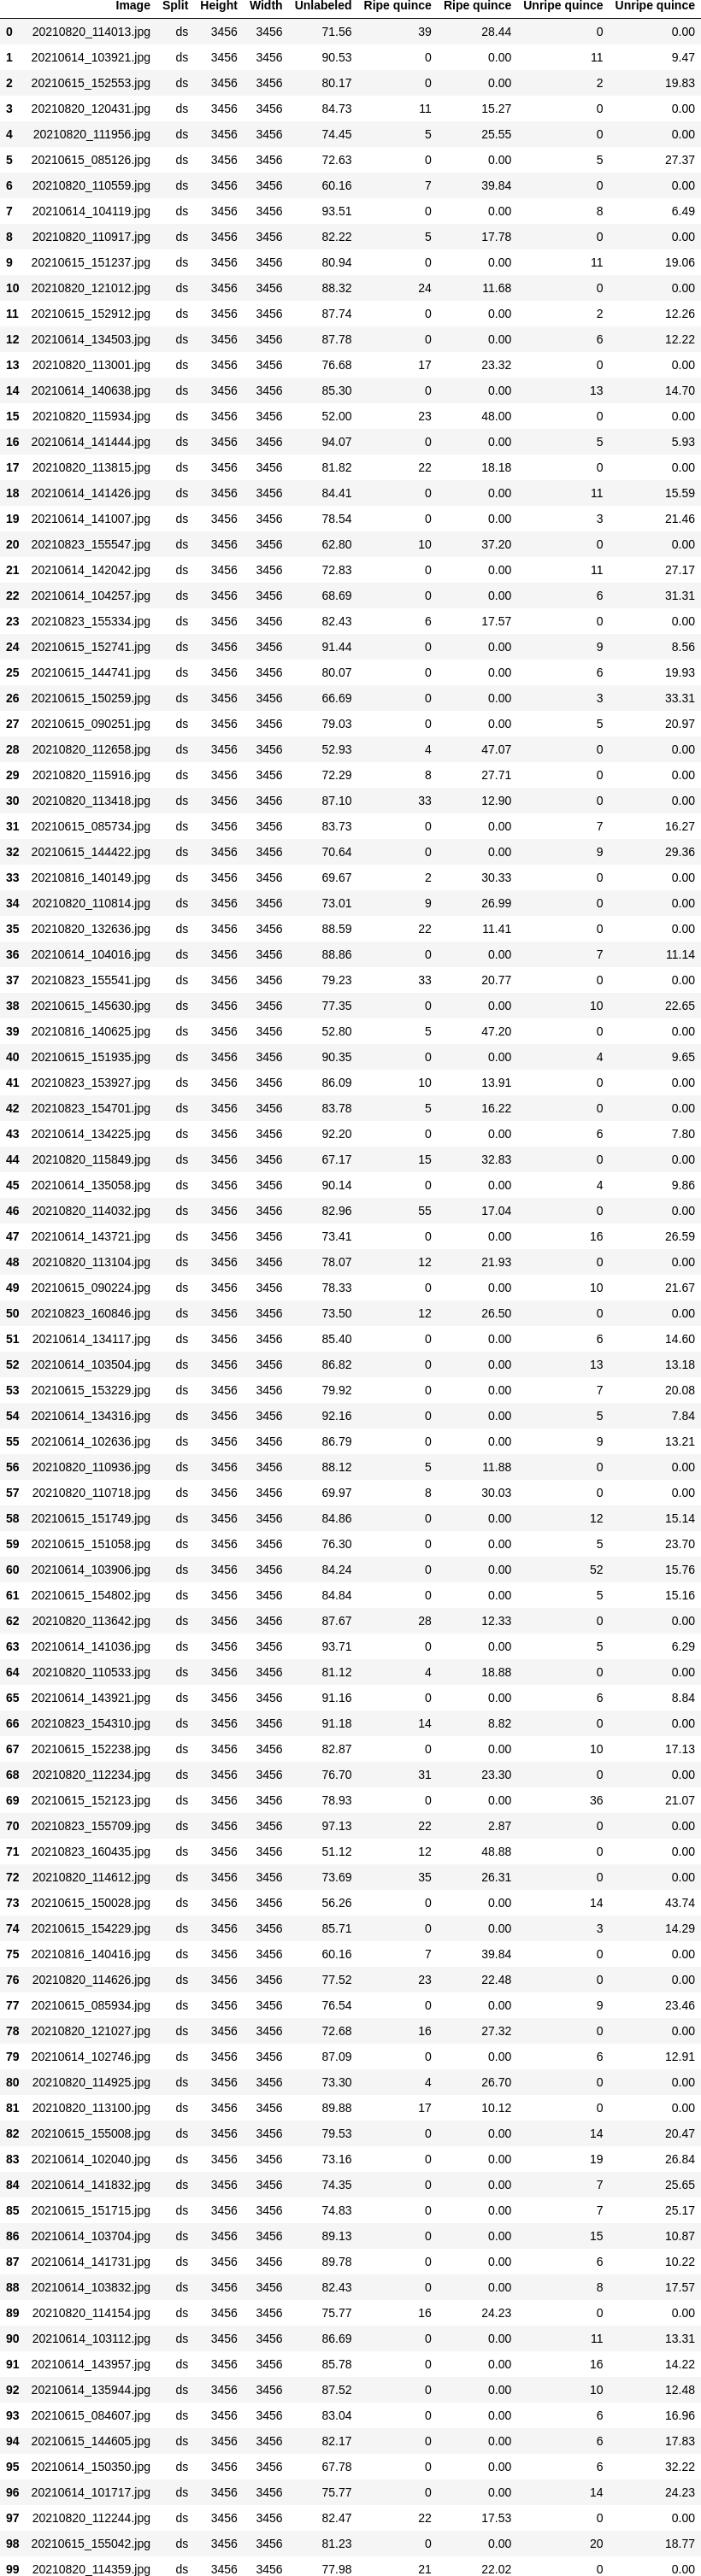 Image Split Height Width Unlabeled Ripe quince Ripe quince Unripe quince Unripe quince
0 20210820_114013.jpg ds 3456 3456 71.56 39 28.44 0 0.00
1 20210614_103921.jpg ds 3456 3456 90.53 0 0.00 11 9.47
2 20210615_152553.jpg ds 3456 3456 80.17 0 0.00 2 19.83
3 20210820_120431.jpg ds 3456 3456 84.73 11 15.27 0 0.00
4 20210820_111956.jpg ds 3456 3456 74.45 5 25.55 0 0.00
5 20210615_085126.jpg ds 3456 3456 72.63 0 0.00 5 27.37
6 20210820_110559.jpg ds 3456 3456 60.16 7 39.84 0 0.00
7 20210614_104119.jpg ds 3456 3456 93.51 0 0.00 8 6.49
8 20210820_110917.jpg ds 3456 3456 82.22 5 17.78 0 0.00
9 20210615_151237.jpg ds 3456 3456 80.94 0 0.00 11 19.06
10 20210820_121012.jpg ds 3456 3456 88.32 24 11.68 0 0.00
11 20210615_152912.jpg ds 3456 3456 87.74 0 0.00 2 12.26
12 20210614_134503.jpg ds 3456 3456 87.78 0 0.00 6 12.22
13 20210820_113001.jpg ds 3456 3456 76.68 17 23.32 0 0.00
14 20210614_140638.jpg ds 3456 3456 85.30 0 0.00 13 14.70
15 20210820_115934.jpg ds 3456 3456 52.00 23 48.00 0 0.00
16 20210614_141444.jpg ds 3456 3456 94.07 0 0.00 5 5.93
17 20210820_113815.jpg ds 3456 3456 81.82 22 18.18 0 0.00
18 20210614_141426.jpg ds 3456 3456 84.41 0 0.00 11 15.59
19 20210614_141007.jpg ds 3456 3456 78.54 0 0.00 3 21.46
20 20210823_155547.jpg ds 3456 3456 62.80 10 37.20 0 0.00
21 20210614_142042.jpg ds 3456 3456 72.83 0 0.00 11 27.17
22 20210614_104257.jpg ds 3456 3456 68.69 0 0.00 6 31.31
23 20210823_155334.jpg ds 3456 3456 82.43 6 17.57 0 0.00
24 20210615_152741.jpg ds 3456 3456 91.44 0 0.00 9 8.56
25 20210615_144741.jpg ds 3456 3456 80.07 0 0.00 6 19.93
26 20210615_150259.jpg ds 3456 3456 66.69 0 0.00 3 33.31
27 20210615_090251.jpg ds 3456 3456 79.03 0 0.00 5 20.97
28 20210820_112658.jpg ds 3456 3456 52.93 4 47.07 0 0.00
29 20210820_115916.jpg ds 3456 3456 72.29 8 27.71 0 0.00
30 20210820_113418.jpg ds 3456 3456 87.10 33 12.90 0 0.00
31 20210615_085734.jpg ds 3456 3456 83.73 0 0.00 7 16.27
32 20210615_144422.jpg ds 3456 3456 70.64 0 0.00 9 29.36
33 20210816_140149.jpg ds 3456 3456 69.67 2 30.33 0 0.00
34 20210820_110814.jpg ds 3456 3456 73.01 9 26.99 0 0.00
35 20210820_132636.jpg ds 3456 3456 88.59 22 11.41 0 0.00
36 20210614_104016.jpg ds 3456 3456 88.86 0 0.00 7 11.14
37 20210823_155541.jpg ds 3456 3456 79.23 33 20.77 0 0.00
38 20210615_145630.jpg ds 3456 3456 77.35 0 0.00 10 22.65
39 20210816_140625.jpg ds 3456 3456 52.80 5 47.20 0 0.00
40 20210615_151935.jpg ds 3456 3456 90.35 0 0.00 4 9.65
41 20210823_153927.jpg ds 3456 3456 86.09 10 13.91 0 0.00
42 20210823_154701.jpg ds 3456 3456 83.78 5 16.22 0 0.00
43 20210614_134225.jpg ds 3456 3456 92.20 0 0.00 6 7.80
44 20210820_115849.jpg ds 3456 3456 67.17 15 32.83 0 0.00
45 20210614_135058.jpg ds 3456 3456 90.14 0 0.00 4 9.86
46 20210820_114032.jpg ds 3456 3456 82.96 55 17.04 0 0.00
47 20210614_143721.jpg ds 3456 3456 73.41 0 0.00 16 26.59
48 20210820_113104.jpg ds 3456 3456 78.07 12 21.93 0 0.00
49 20210615_090224.jpg ds 3456 3456 78.33 0 0.00 10 21.67
50 20210823_160846.jpg ds 3456 3456 73.50 12 26.50 0 0.00
51 20210614_134117.jpg ds 3456 3456 85.40 0 0.00 6 14.60
52 20210614_103504.jpg ds 3456 3456 86.82 0 0.00 13 13.18
53 20210615_153229.jpg ds 3456 3456 79.92 0 0.00 7 20.08
54 20210614_134316.jpg ds 3456 3456 92.16 0 0.00 5 7.84
55 20210614_102636.jpg ds 3456 3456 86.79 0 0.00 9 13.21
56 20210820_110936.jpg ds 3456 3456 88.12 5 11.88 0 0.00
57 20210820_110718.jpg ds 3456 3456 69.97 8 30.03 0 0.00
58 20210615_151749.jpg ds 3456 3456 84.86 0 0.00 12 15.14
59 20210615_151058.jpg ds 3456 3456 76.30 0 0.00 5 23.70
60 20210614_103906.jpg ds 3456 3456 84.24 0 0.00 52 15.76
61 20210615_154802.jpg ds 3456 3456 84.84 0 0.00 5 15.16
62 20210820_113642.jpg ds 3456 3456 87.67 28 12.33 0 0.00
63 20210614_141036.jpg ds 3456 3456 93.71 0 0.00 5 6.29
64 20210820_110533.jpg ds 3456 3456 81.12 4 18.88 0 0.00
65 20210614_143921.jpg ds 3456 3456 91.16 0 0.00 6 8.84
66 20210823_154310.jpg ds 3456 3456 91.18 14 8.82 0 0.00
67 20210615_152238.jpg ds 3456 3456 82.87 0 0.00 10 17.13
68 20210820_112234.jpg ds 3456 3456 76.70 31 23.30 0 0.00
69 20210615_152123.jpg ds 3456 3456 78.93 0 0.00 36 21.07
70 20210823_155709.jpg ds 3456 3456 97.13 22 2.87 0 0.00
71 20210823_160435.jpg ds 3456 3456 51.12 12 48.88 0 0.00
72 20210820_114612.jpg ds 3456 3456 73.69 35 26.31 0 0.00
73 20210615_150028.jpg ds 3456 3456 56.26 0 0.00 14 43.74
74 20210615_154229.jpg ds 3456 3456 85.71 0 0.00 3 14.29
75 20210816_140416.jpg ds 3456 3456 60.16 7 39.84 0 0.00
76 20210820_114626.jpg ds 3456 3456 77.52 23 22.48 0 0.00
77 20210615_085934.jpg ds 3456 3456 76.54 0 0.00 9 23.46
78 20210820_121027.jpg ds 3456 3456 72.68 16 27.32 0 0.00
79 20210614_102746.jpg ds 3456 3456 87.09 0 0.00 6 12.91
80 20210820_114925.jpg ds 3456 3456 73.30 4 26.70 0 0.00
81 20210820_113100.jpg ds 3456 3456 89.88 17 10.12 0 0.00
82 20210615_155008.jpg ds 3456 3456 79.53 0 0.00 14 20.47
83 20210614_102040.jpg ds 3456 3456 73.16 0 0.00 19 26.84
84 20210614_141832.jpg ds 3456 3456 74.35 0 0.00 7 25.65
85 20210615_151715.jpg ds 3456 3456 74.83 0 0.00 7 25.17
86 20210614_103704.jpg ds 3456 3456 89.13 0 0.00 15 10.87
87 20210614_141731.jpg ds 3456 3456 89.78 0 0.00 6 10.22
88 20210614_103832.jpg ds 3456 3456 82.43 0 0.00 8 17.57
89 20210820_114154.jpg ds 3456 3456 75.77 16 24.23 0 0.00
90 20210614_103112.jpg ds 3456 3456 86.69 0 0.00 11 13.31
91 20210614_143957.jpg ds 3456 3456 85.78 0 0.00 16 14.22
92 20210614_135944.jpg ds 3456 3456 87.52 0 0.00 10 12.48
93 20210615_084607.jpg ds 3456 3456 83.04 0 0.00 6 16.96
94 20210615_144605.jpg ds 3456 3456 82.17 0 0.00 6 17.83
95 20210614_150350.jpg ds 3456 3456 67.78 0 0.00 6 32.22
96 20210614_101717.jpg ds 3456 3456 75.77 0 0.00 14 24.23
97 20210820_112244.jpg ds 3456 3456 82.47 22 17.53 0 0.00
98 20210615_155042.jpg ds 3456 3456 81.23 0 0.00 20 18.77
99 20210820_114359.jpg ds 3456 3456 77.98 21 22.02 0 0.00